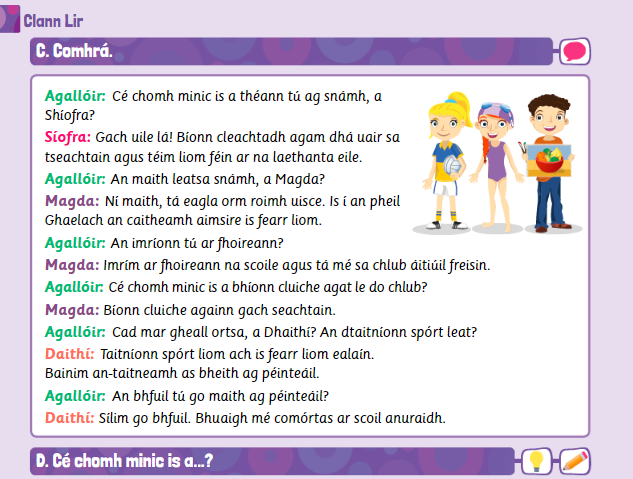 Clann Lir
C. Comhrá.
Agallóir: Cé chomh minic is a théann tú ag snámh, a
Shíofra?
Síofra: Gach uile lá! Bíonn cleachtadh agam dhá uair sa
tseachtain agus téim liom féin ar na laethanta eile.
Agallóir: An maith leatsa snámh, a Magda?
Magda: Ní maith, tá eagla orm roimh uisce. Is í an pheil
Ghaelach an caitheamh aimsire is fearr liom.
Agallóir: An imríonn tú ar fhoireann?
Magda: Imrím ar fhoireann na scoile agus tá mé sa chlub áitiúil freisin.
Agallóir: Cé chomh minic is a bhíonn cluiche agat le do chlub?
Magda: Bíonn cluiche againn gach seachtain.
Agallóir: Cad mar gheall ortsa, a Dhaithí? An dtaitníonn spórt leat?
Daithí: Taitníonn spórt liom ach is fearr liom ealaín.
Bainim an-taitneamh as bheith ag péinteáil.
Agallóir: An bhfuil tú go maith ag péinteáil?
Daithí: Sílim go bhfuil. Bhuaigh mé comórtas ar scoil anuraidh.
D. Cé chomh minic is a...?